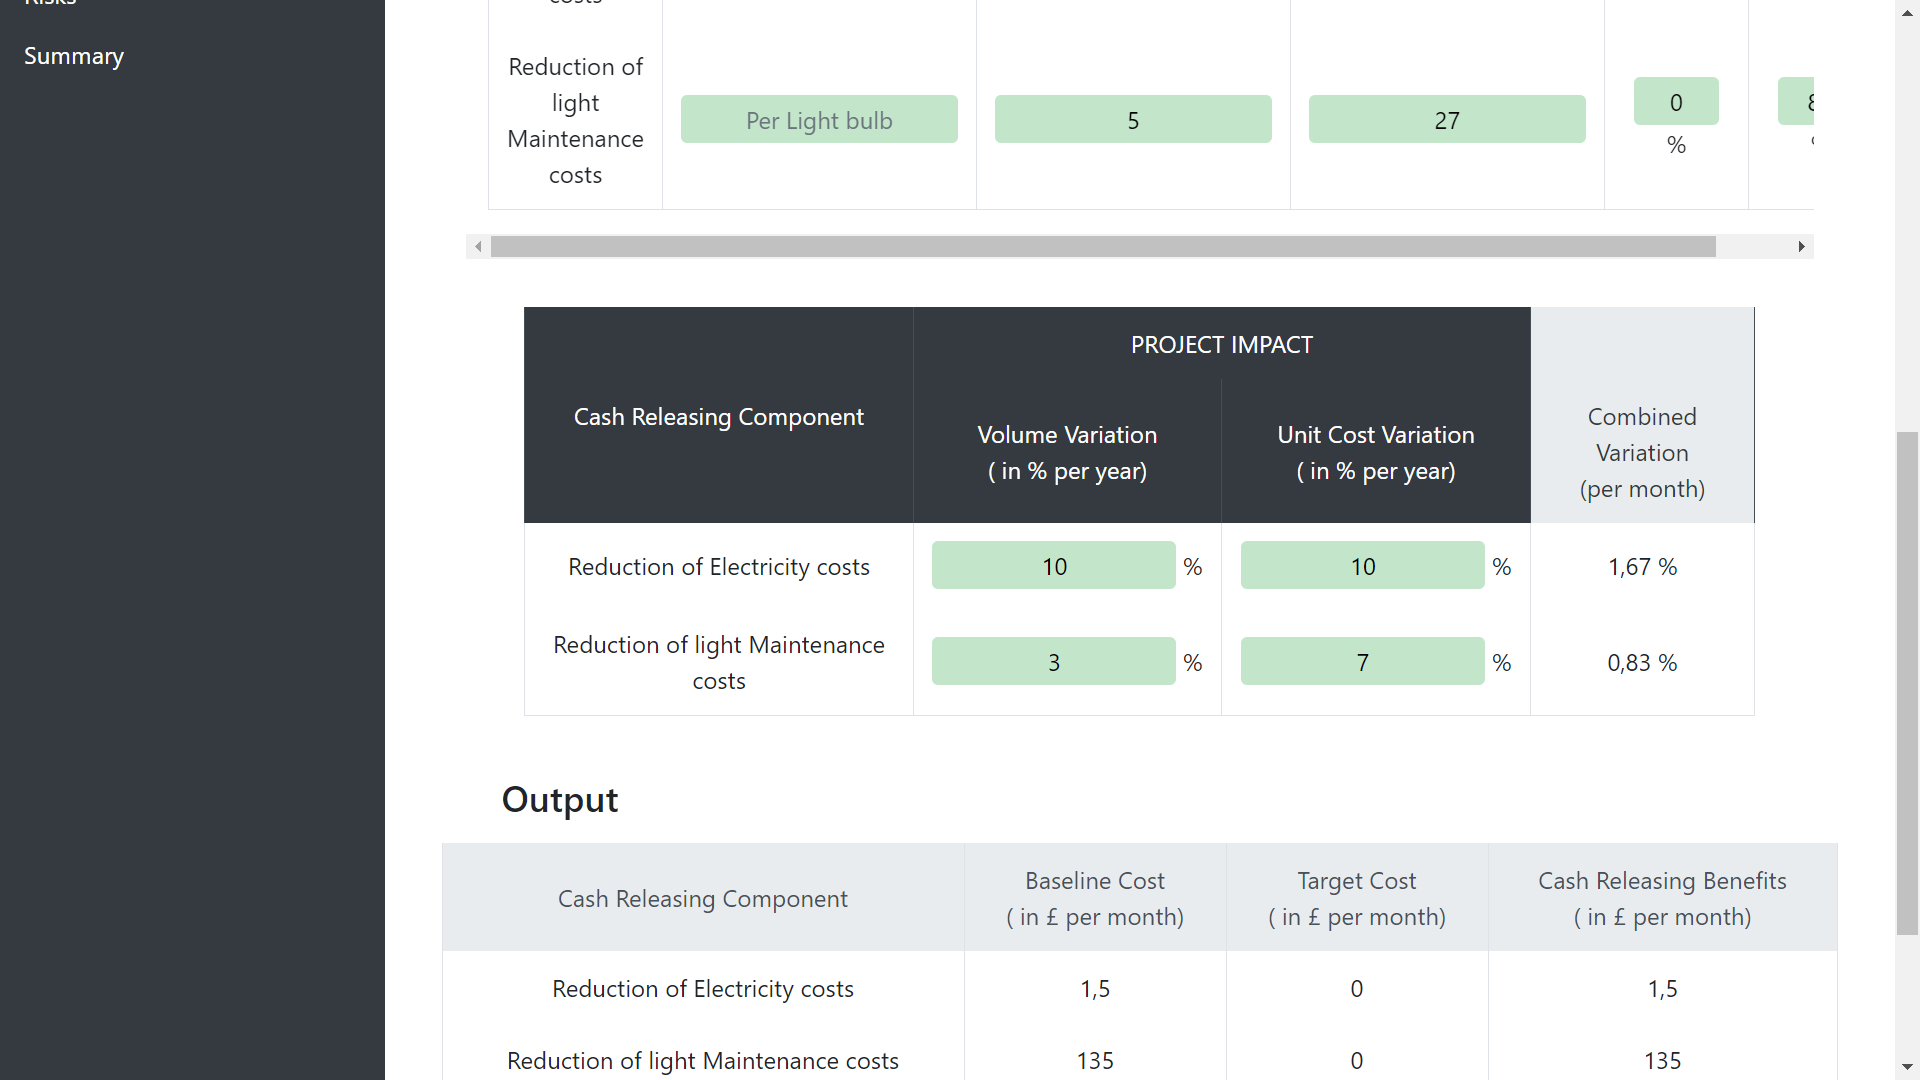 Risks
Summary
costs
Reduction of
light
Maintenance
costs
Per Light bulb
5
27
0
%
Cash Releasing Component
PROJECT IMPACT
Volume Variation
( in % per year)
Unit Cost Variation
( in % per year)
Combined
Variation
(per month)
Reduction of Electricity costs
10 %
10 %
1,67 %
Reduction of light Maintenance
costs
3 %
7 %
0,83 %
Output
Cash Releasing Component
Baseline Cost
( in £ per month)
Target Cost
( in £ per month)
Cash Releasing Benefits
( in £ per month)
Reduction of Electricity costs
1,5
0
1,5
Reduction of light Maintenance costs
135
0
135